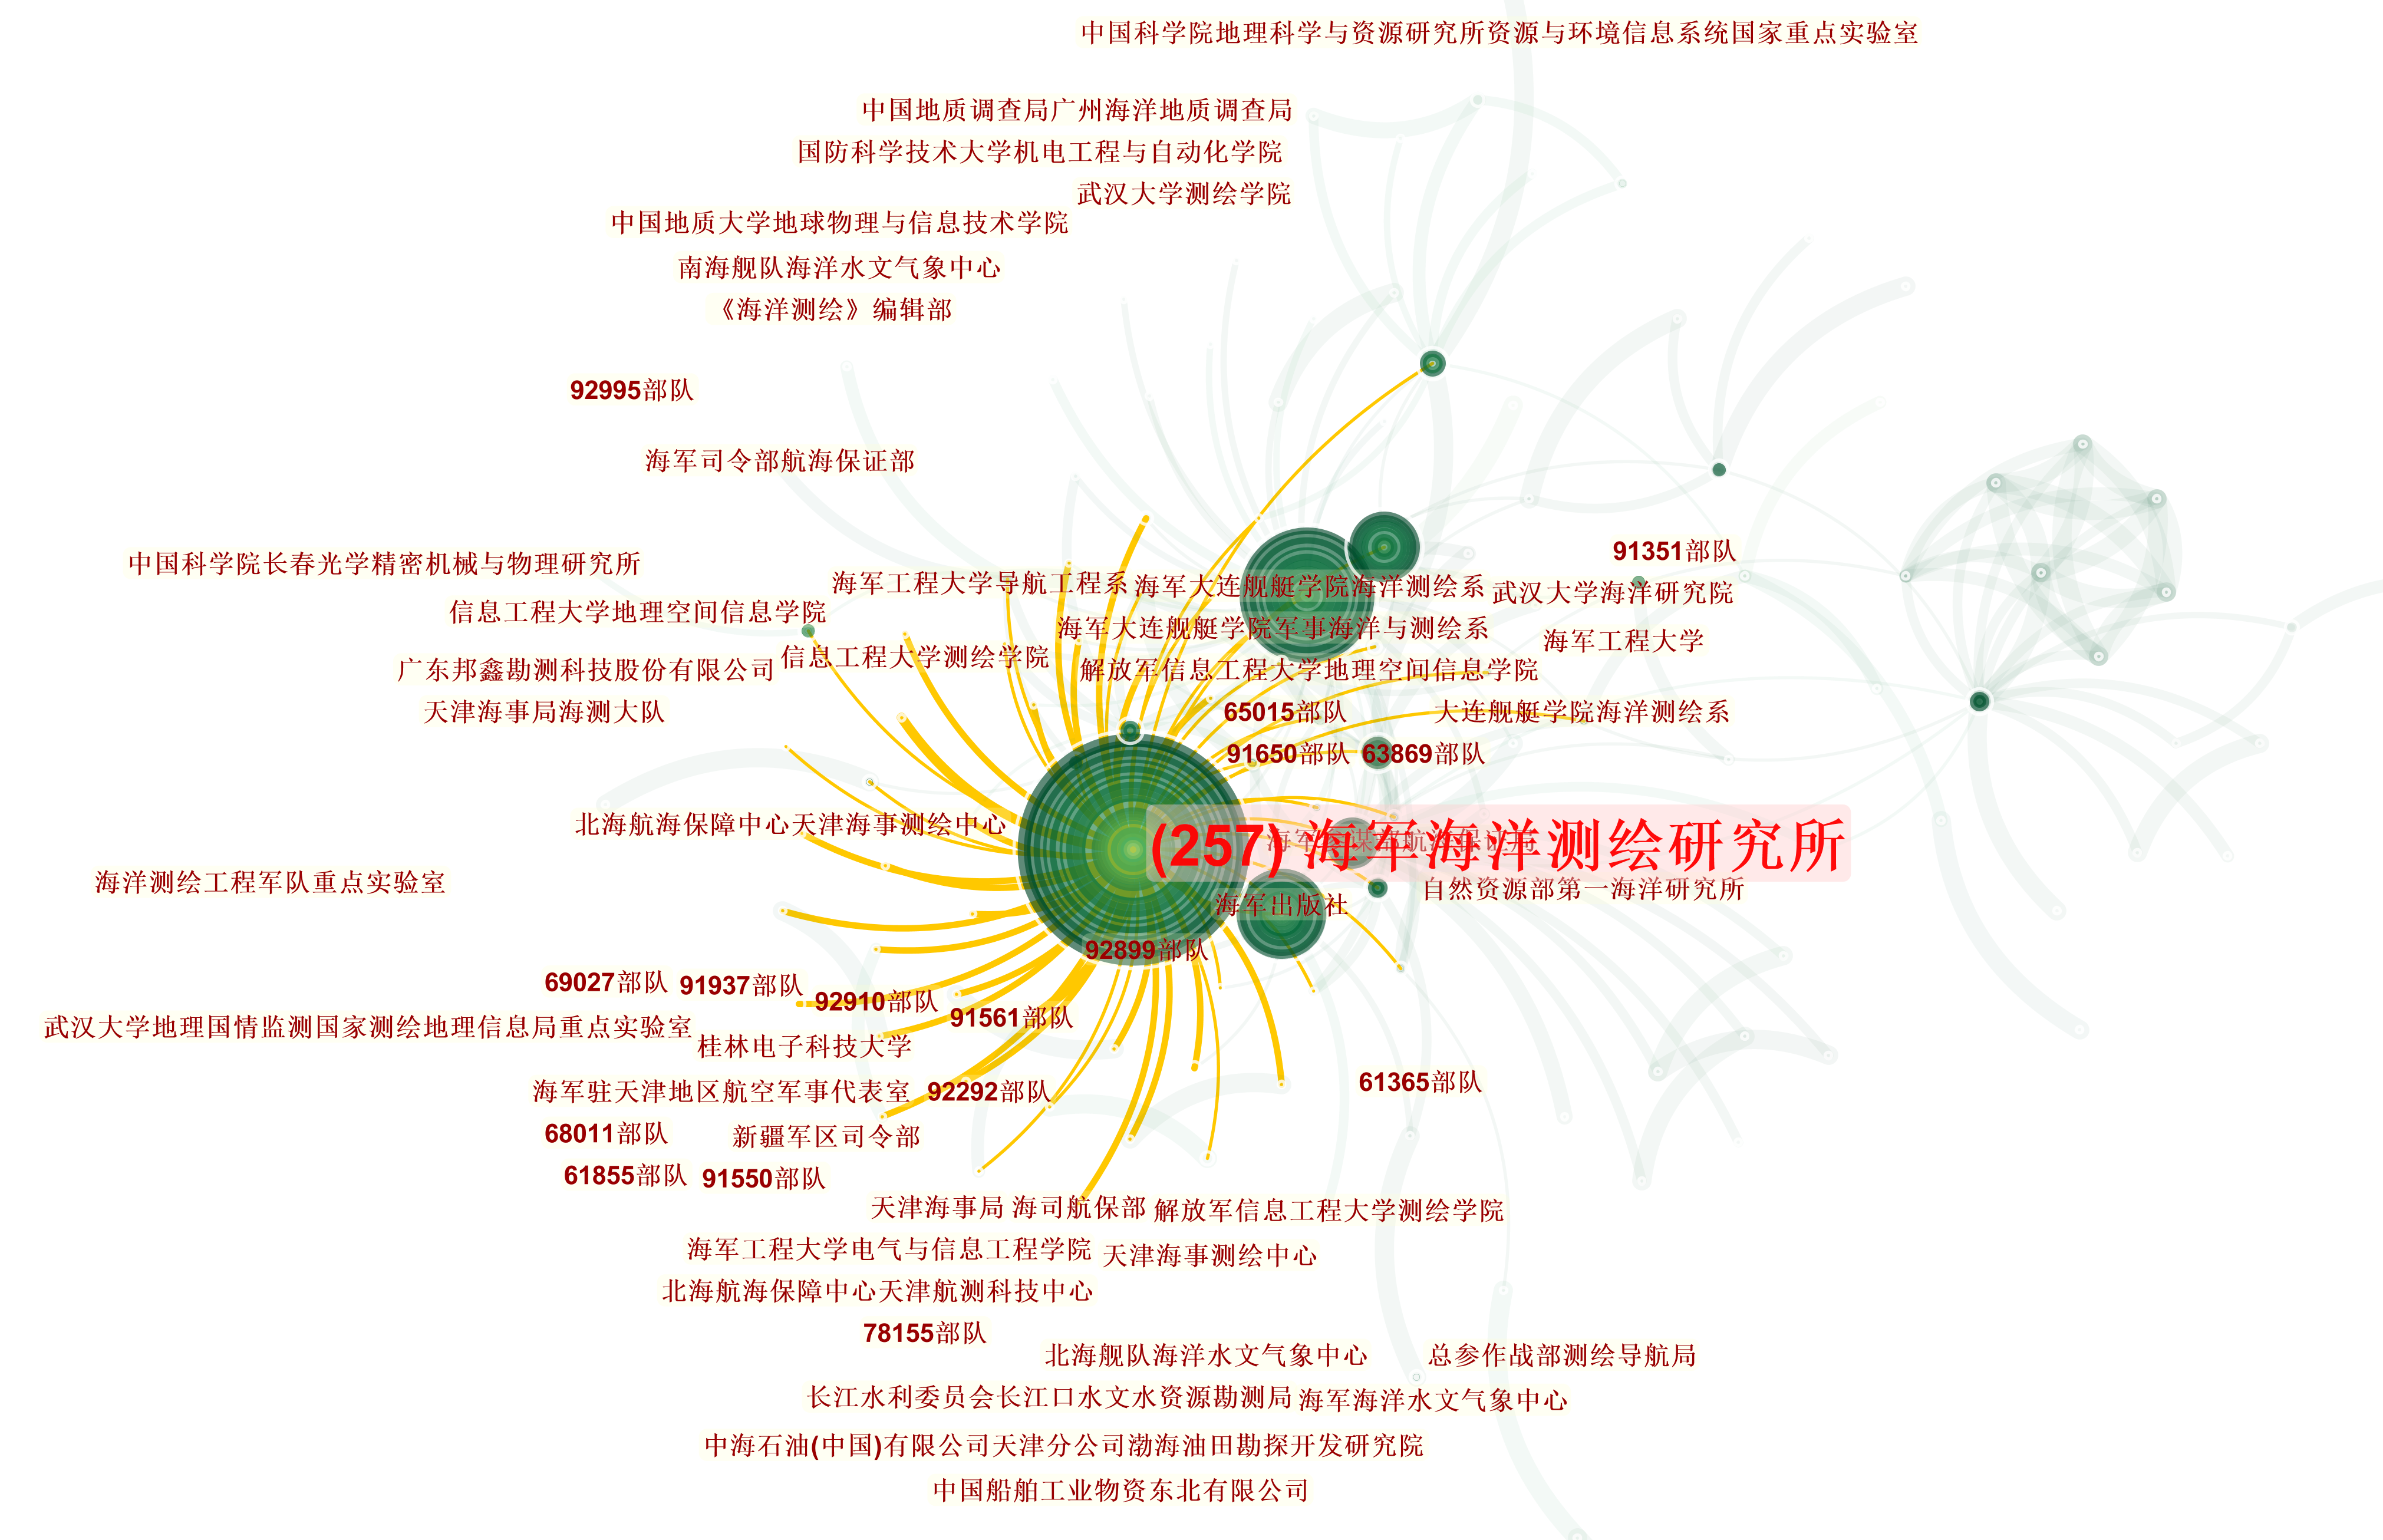 中国科学院地理科学与资源研究所资源与环境信息系统国家重点实验室
中国地质调查局广州海洋地质调查局
国防科学技术大学机电工程与自动化学院
武汉大学测绘学院
中国地质大学地球物理与信息技术学院
南海舰队海洋水文气象中心
《海洋测绘》编辑部
92995部队
海军司令部航海保证部
91351部队
中国科学院长春光学精密机械与物理研究所
海军工程大学导航工程系
海军大连舰艇学院海洋测绘系
武汉大学海洋研究院
信息工程大学地理空间信息学院
海军大连舰艇学院军事海洋与测绘系
海军工程大学
信息工程大学测绘学院
广东邦鑫勘测科技股份有限公司
解放军信息工程大学地理空间信息学院
天津海事局海测大队
65015部队
大连舰艇学院海洋测绘系
91650部队
63869部队
北海航海保障中心天津海事测绘中心
(257) 海军海洋测绘研究所
海军参谋部航海保证局
海洋测绘工程军队重点实验室
自然资源部第一海洋研究所
海军出版社
92899部队
69027部队
91937部队
92910部队
91561部队
武汉大学地理国情监测国家测绘地理信息局重点实验室
桂林电子科技大学
61365部队
海军驻天津地区航空军事代表室
92292部队
68011部队
新疆军区司令部
61855部队
91550部队
天津海事局
海司航保部
解放军信息工程大学测绘学院
海军工程大学电气与信息工程学院
天津海事测绘中心
北海航海保障中心天津航测科技中心
78155部队
北海舰队海洋水文气象中心
总参作战部测绘导航局
长江水利委员会长江口水文水资源勘测局
海军海洋水文气象中心
中海石油(中国)有限公司天津分公司渤海油田勘探开发研究院
中国船舶工业物资东北有限公司